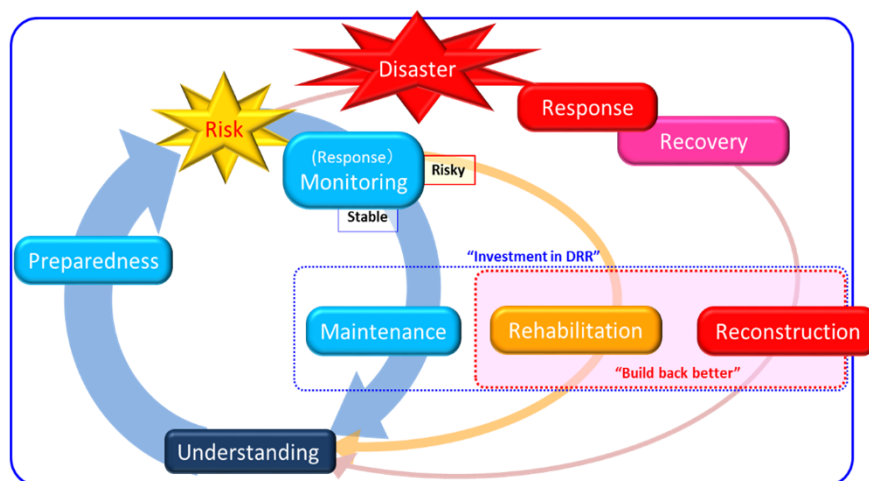 Disaster
Response
Risk
Recovery
(Response）
Monitoring
Risky
Stable
Preparedness
“Investment in DRR”
Maintenance
Rehabilitation
Reconstruction
“Build back better”
Understanding